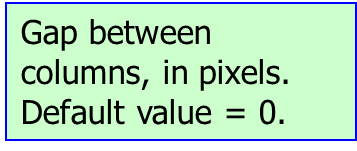 Gap between
columns, in pixels.
Default value = 0.